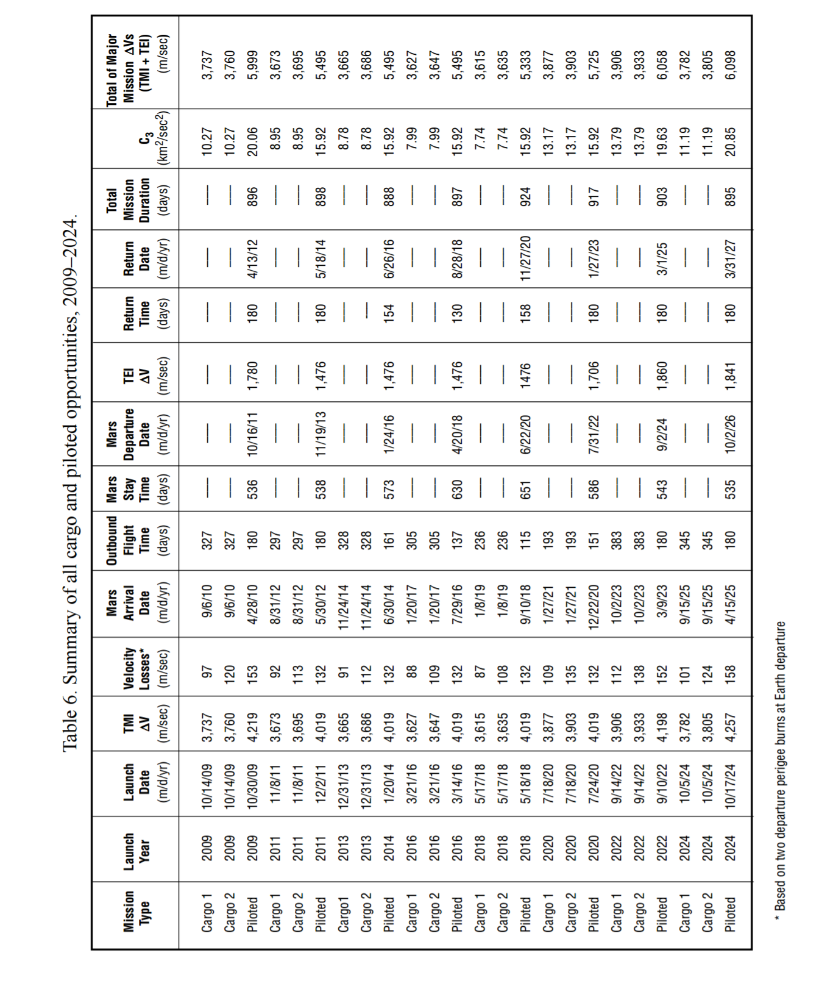 Table 6. Summary of all cargo and piloted opportunities, 2009–2024.
Mission Type Launch Year Launch Date (m/d/yr) TMI ΔV (m/sec) Velocity Losses* (m/sec) Mars Arrival Date (m/d/yr) Outbound Flight Time (days) Mars Stay Time (days) Mars Departure Date (m/d/yr) TEI ΔV (m/sec) Return Time (days) Return Date (m/d/yr) Total Mission Duration (days) C3 (km2/sec2) Total of Major Mission ΔVs (TMI + TEI) (m/sec)
Cargo 1 2009 10/14/09 3,737 97 9/6/10 327 — — — — — — 10.27 3,737
Cargo 2 2009 10/14/09 3,760 120 9/6/10 327 — — — — — — 10.27 3,760
Piloted 2009 10/30/09 4,219 153 4/28/10 180 536 10/16/11 1,780 180 4/13/12 896 20.06 5,999
Cargo 1 2011 11/8/11 3,673 92 8/31/12 297 — — — — — — 8.95 3,673
Cargo 2 2011 11/8/11 3,695 113 8/31/12 297 — — — — — — 8.95 3,695
Piloted 2011 12/2/11 4,019 132 5/30/12 180 538 11/19/13 1,476 180 5/18/14 898 15.92 5,495
Cargo1 2013 12/31/13 3,665 91 11/24/14 328 — — — — — — 8.78 3,665
Cargo 2 2013 12/31/13 3,686 112 11/24/14 328 — — — — — — 8.78 3,686
Piloted 2014 1/20/14 4,019 132 6/30/14 161 573 1/24/16 1,476 154 6/26/16 888 15.92 5,495
Cargo 1 2016 3/21/16 3,627 88 1/20/17 305 — — — — — — 7.99 3,627
Cargo 2 2016 3/21/16 3,647 109 1/20/17 305 — — — — — — 7.99 3,647
Piloted 2016 3/14/16 4,019 132 7/29/16 137 630 4/20/18 1,476 130 8/28/18 897 15.92 5,495
Cargo 1 2018 5/17/18 3,615 87 1/8/19 236 — — — — — — 7.74 3,615
Cargo 2 2018 5/17/18 3,635 108 1/8/19 236 — — — — — — 7.74 3,635
Piloted 2018 5/18/18 4,019 132 9/10/18 115 651 6/22/20 1476 158 11/27/20 924 15.92 5,333
Cargo 1 2020 7/18/20 3,877 109 1/27/21 193 — — — — — — 13.17 3,877
Cargo 2 2020 7/18/20 3,903 135 1/27/21 193 — — — — — — 13.17 3,903
Piloted 2020 7/24/20 4,019 132 12/22/20 151 586 7/31/22 1,706 180 1/27/23 917 15.92 5,725
Cargo 1 2022 9/14/22 3,906 112 10/2/23 383 — — — — — — 13.79 3,906
Cargo 2 2022 9/14/22 3,933 138 10/2/23 383 — — — — — — 13.79 3,933
Piloted 2022 9/10/22 4,198 152 3/9/23 180 543 9/2/24 1,860 180 3/1/25 903 19.63 6,058
Cargo 1 2024 10/5/24 3,782 101 9/15/25 345 — — — — — — 11.19 3,782
Cargo 2 2024 10/5/24 3,805 124 9/15/25 345 — — — — — — 11.19 3,805
Piloted 2024 10/17/24 4,257 158 4/15/25 180 535 10/2/26 1,841 180 3/31/27 895 20.85 6,098
* Based on two departure perigee burns at Earth departure